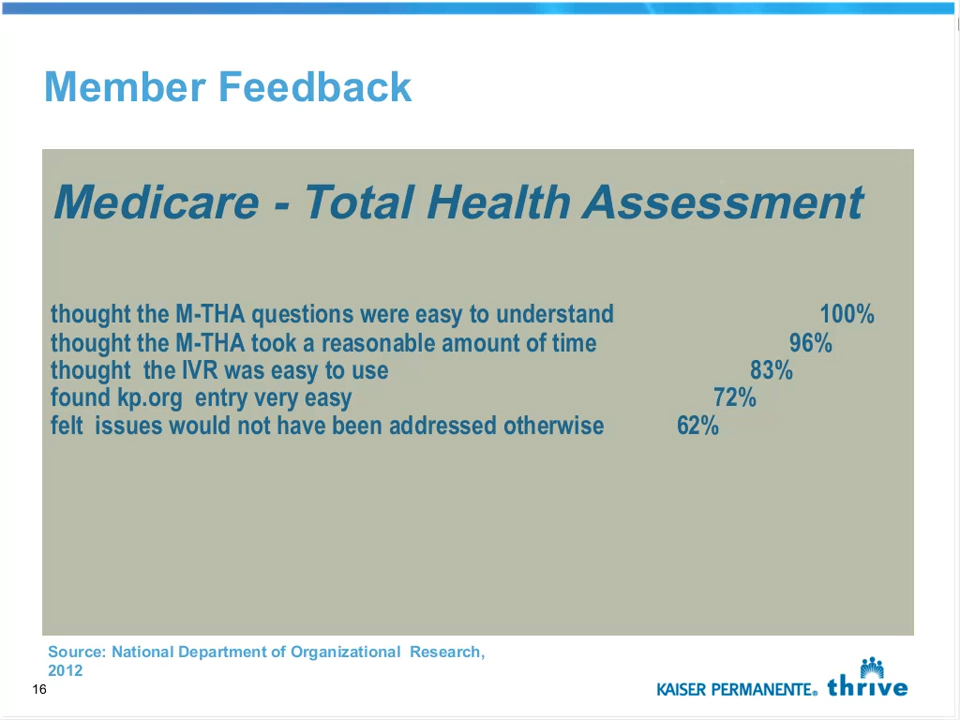 Member Feedback
Medicare - Total Health Assessment
thought the M-THA questions were easy to understand 100%
thought the M-THA took a reasonable amount of time 96%
thought the IVR was easy to use 83%
found kp.org entry very easy 72%
felt issues would not have been addressed otherwise 62%
Source: National Department of Organizational Research,
2012
16
KAISER PERMANENTE® thrive